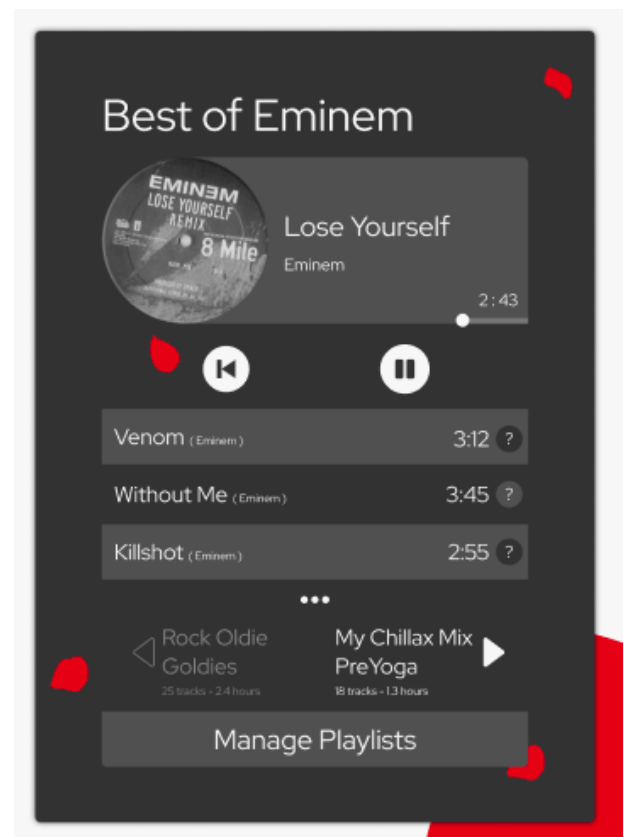 Best of Eminem
EMINEM
LOSE YOURSELF
REMIX
8 Mile
Lose Yourself
Eminem
2:43
Venom (Eminem) 3:12 ?
Without Me (Eminem) 3:45 ?
Killshot (Eminem) 2:55 ?
Rock Oldie
Goldies
25 tracks - 2.4 hours
My Chillax Mix
PreYoga
18 tracks - 1.3 hours
Manage Playlists